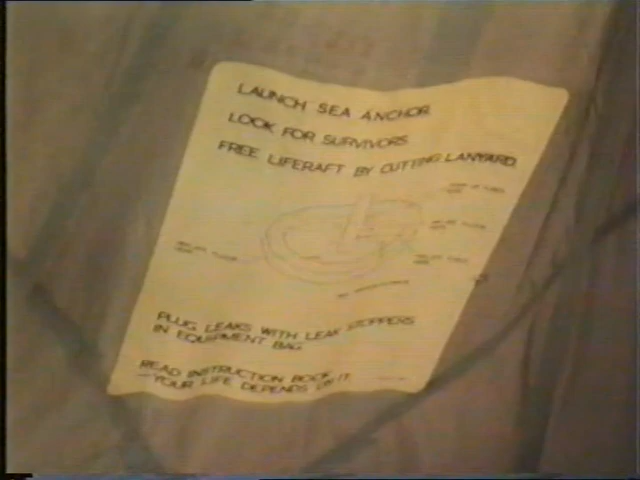 LAUNCH SEA ANCHOR
LOOK FOR SURVIVORS
FREE LIFERAFT BY CUTTING LANYARD
PLUG LEAKS WITH LEAK STOPPERS
IN EQUIPMENT BAG
READ INSTRUCTION BOOK
—YOUR LIFE DEPENDS ON IT